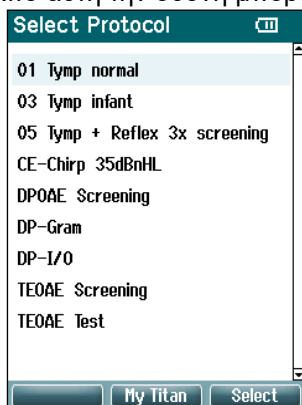 Select Protocol
01 Tymp normal
03 Tymp infant
05 Tymp + Reflex 3x screening
CE-Chirp 35dBnHL
DPOAE Screening
DP-Gram
DP-I/O
TEOAE Screening
TEOAE Test
My Titan Select